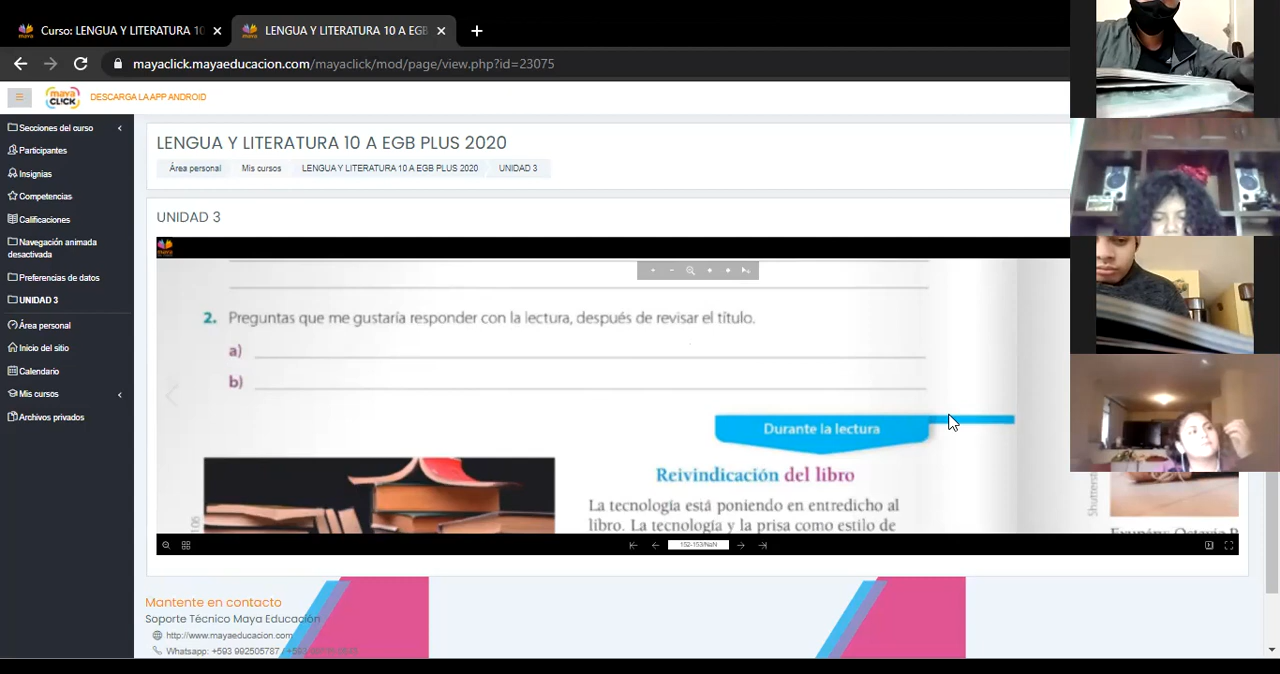 Curso: LENGUA Y LITERATURA 10
LENGUA Y LITERATURA 10 A EGB
mayaclick.mayaeducacion.com/mayaclick/mod/page/view.php?id=23075
maya CLICK
DESCARGA LA APP ANDROID
Secciones del curso
Participantes
Insignias
Competencias
Calificaciones
Navegación animada
desactivada
Preferencias de datos
UNIDAD 3
Área personal
Inicio del sitio
Calendario
Mis cursos
Archivos privados
LENGUA Y LITERATURA 10 A EGB PLUS 2020
Área personal
Mis cursos
LENGUA Y LITERATURA 10 A EGB PLUS 2020
UNIDAD 3
UNIDAD 3
2. Preguntas que me gustaría responder con la lectura, después de revisar el título.
a)
b)
Durante la lectura
Reivindicación del libro
La tecnología está poniendo en entredicho al
libro. La tecnología y la prisa como estilo de
Shutterst
152-153/NaN
Mantente en contacto
Soporte Técnico Maya Educación
http://www.mayaeducacion.com
Whatsapp: +593 992505787